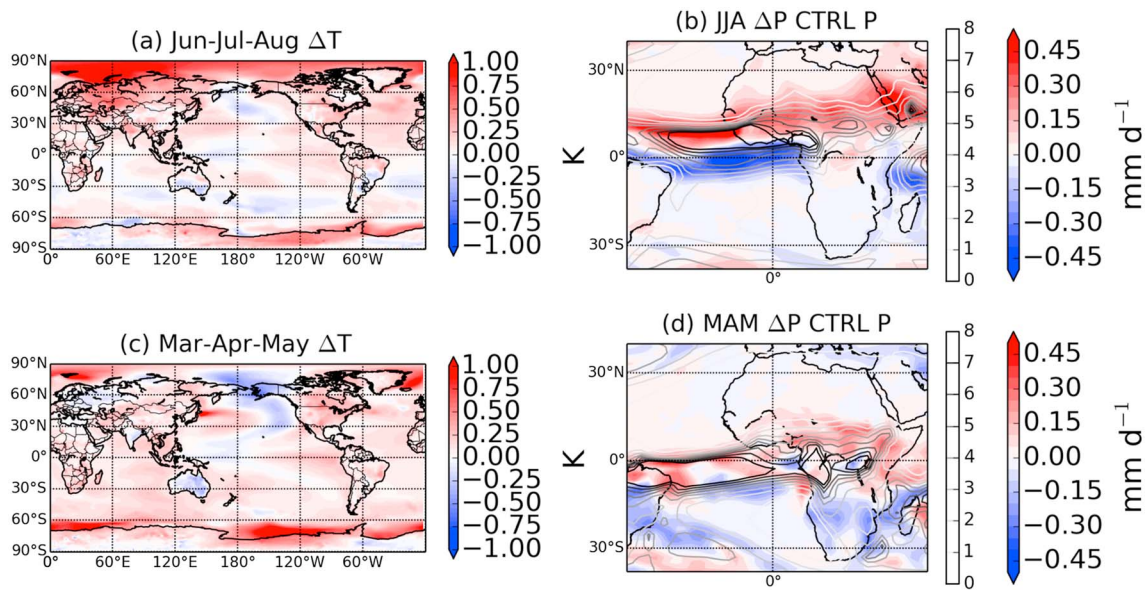 (a) Jun-Jul-Aug ΔT
90°N
60°N
30°N
0°
30°S
60°S
90°S
0°
60°E
120°E
180°
120°W
60°W
1.00
0.75
0.50
0.25
0.00
−0.25
−0.50
−0.75
−1.00
K
(b) JJA ΔP CTRL P
30°N
0°
30°S
0°
8
7
6
5
4
3
2
1
0
0.45
0.30
0.15
0.00
−0.15
−0.30
−0.45
mm d⁻¹
(c) Mar-Apr-May ΔT
90°N
60°N
30°N
0°
30°S
60°S
90°S
0°
60°E
120°E
180°
120°W
60°W
1.00
0.75
0.50
0.25
0.00
−0.25
−0.50
−0.75
−1.00
K
(d) MAM ΔP CTRL P
30°N
0°
30°S
0°
8
7
6
5
4
3
2
1
0
0.45
0.30
0.15
0.00
−0.15
−0.30
−0.45
mm d⁻¹